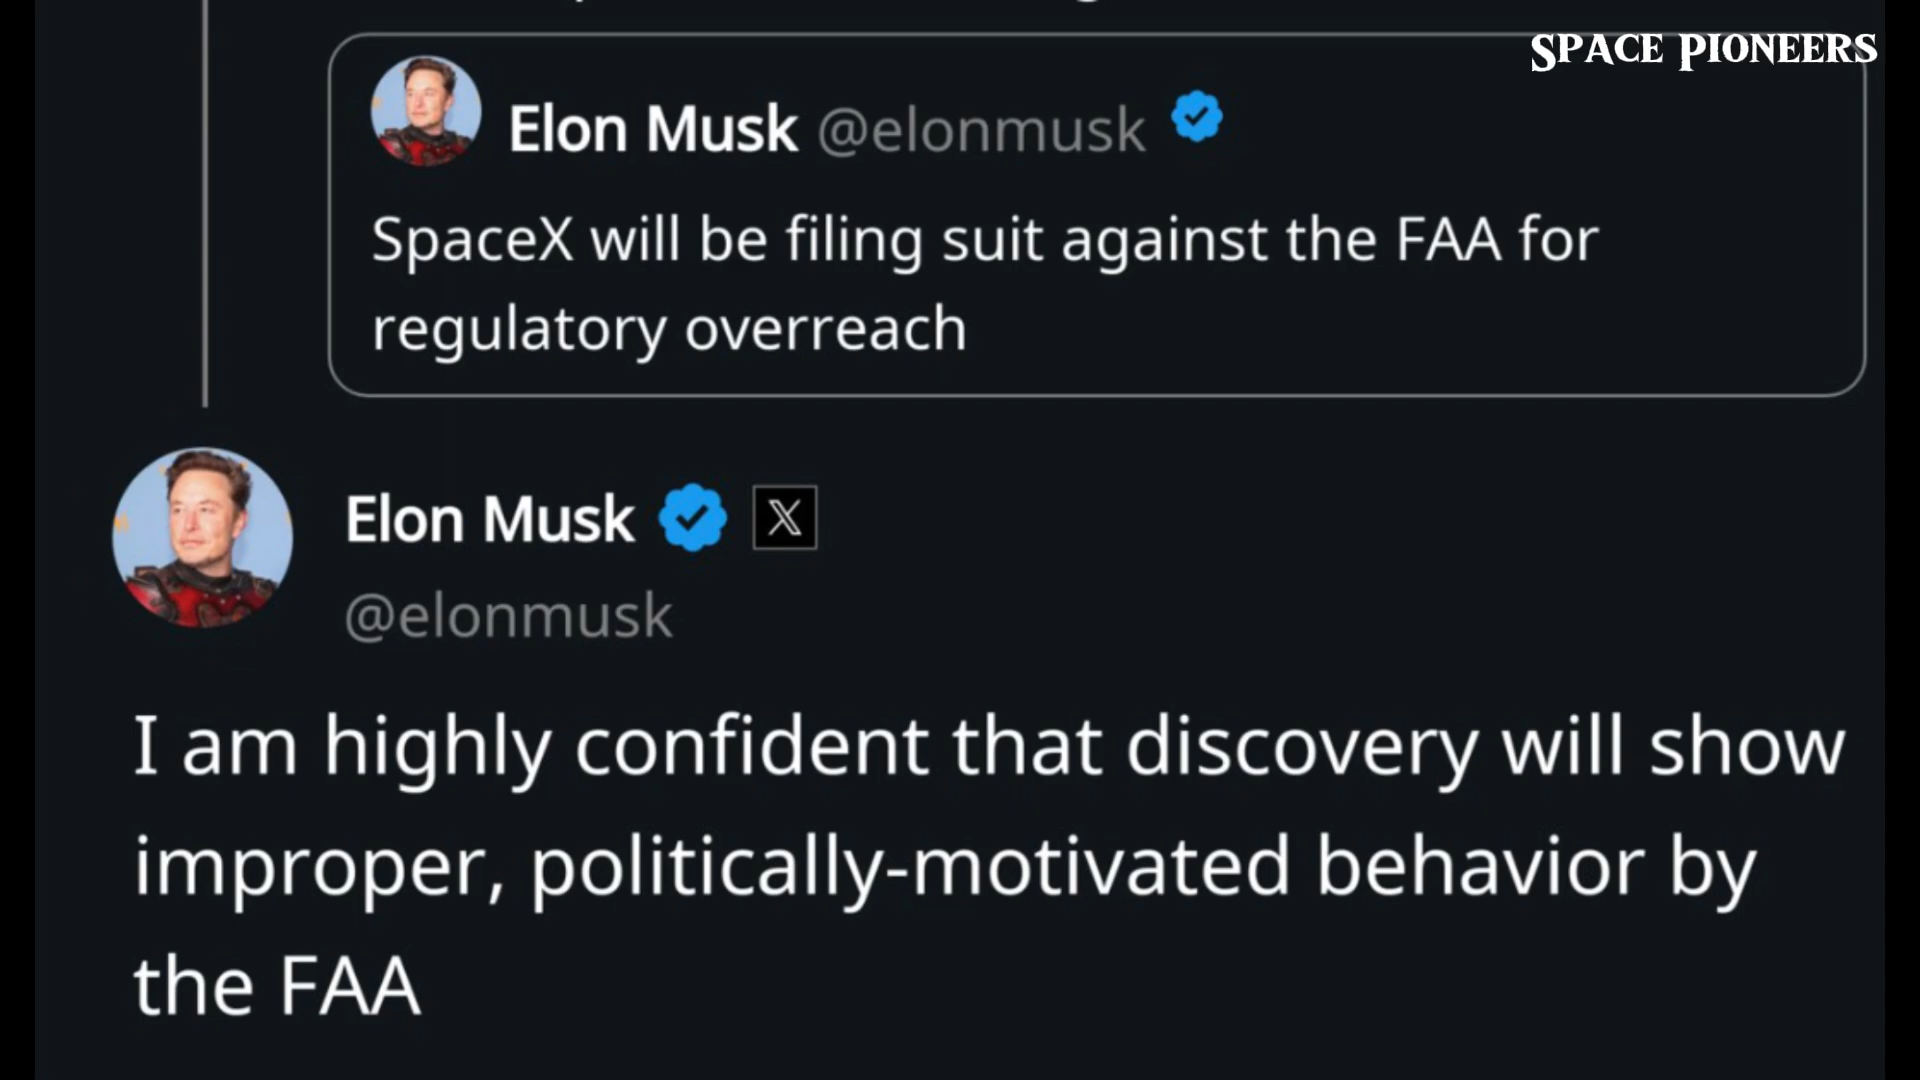 SPACE PIONEERS
Elon Musk @elonmusk
SpaceX will be filing suit against the FAA for
regulatory overreach
Elon Musk X
@elonmusk
I am highly confident that discovery will show
improper, politically-motivated behavior by
the FAA